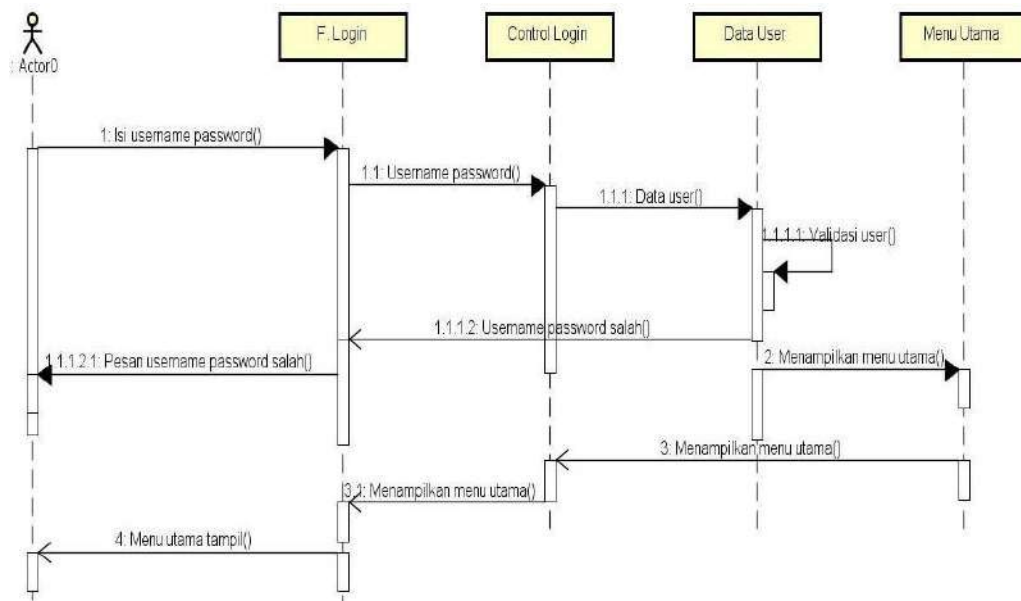 F. Login
Control Login
Data User
Menu Utama
: Actor0
1: Isi username password()
1.1: Username password()
1.1.1: Data user()
1.1.1.1: Validasi user()
1.1.1.2: Username password salah()
1.1.1.2.1: Pesan username password salah()
2: Menampilkan menu utama()
3: Menampilkan menu utama()
3.1: Menampilkan menu utama()
4: Menu utama tampil()